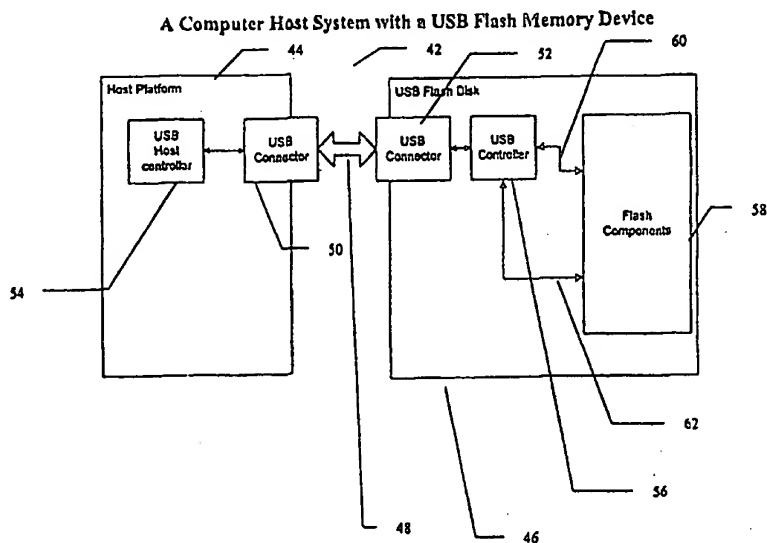 A Computer Host System with a USB Flash Memory Device
44
42
52
60
Host Platform
USB Flash Disk
USB
Host
controller
USB
Connector
USB
Connector
USB
Controller
Flash
Components
58
54
50
62
56
48
46